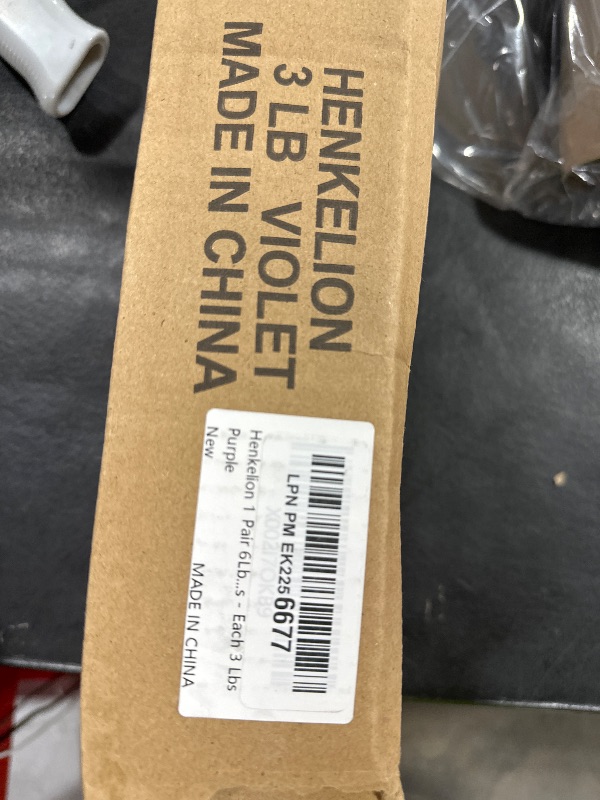 HENKELION
3 LB VIOLET
MADE IN CHINA
LPN PM EK2256677
Henkelion 1 Pair 6Lb...s - Each 3 Lbs
Purple
New
MADE IN CHINA